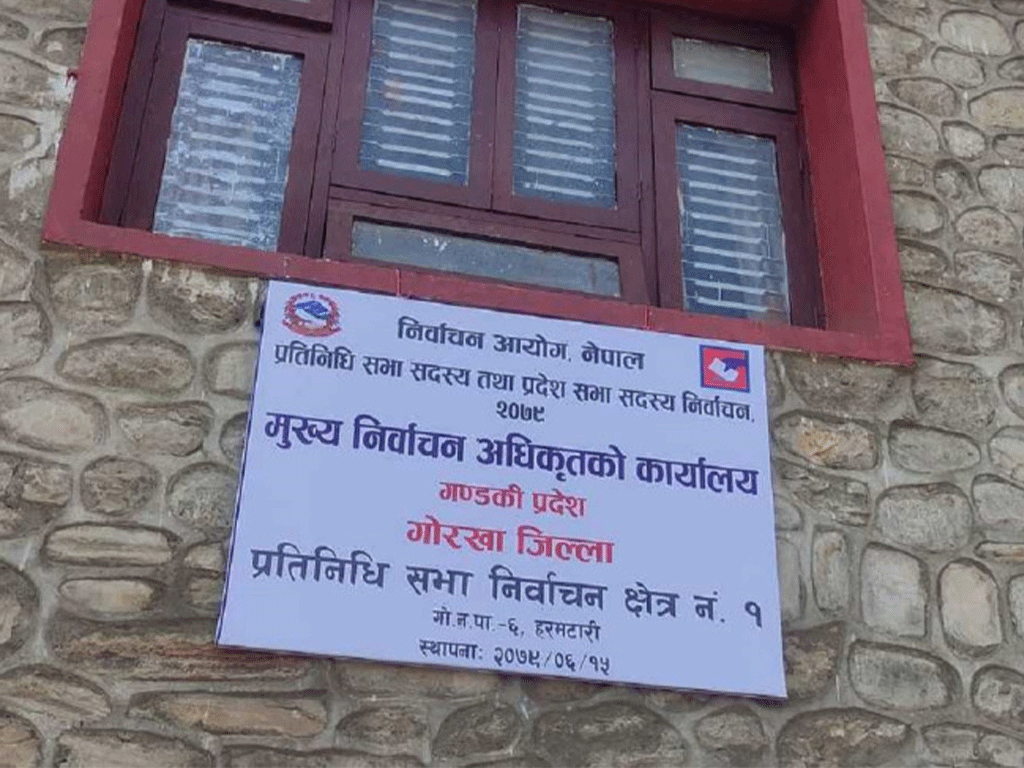 निर्वाचन आयोग, नेपाल
प्रतिनिधि सभा सदस्य तथा प्रदेश सभा सदस्य निर्वाचन,
२०७९
मुख्य निर्वाचन अधिकृतको कार्यालय
गण्डकी प्रदेश
गोरखा जिल्ला
प्रतिनिधि सभा निर्वाचन क्षेत्र नं. १
गो.न.पा.-६, हरमटारी
स्थापना: २०७९/०६/१५